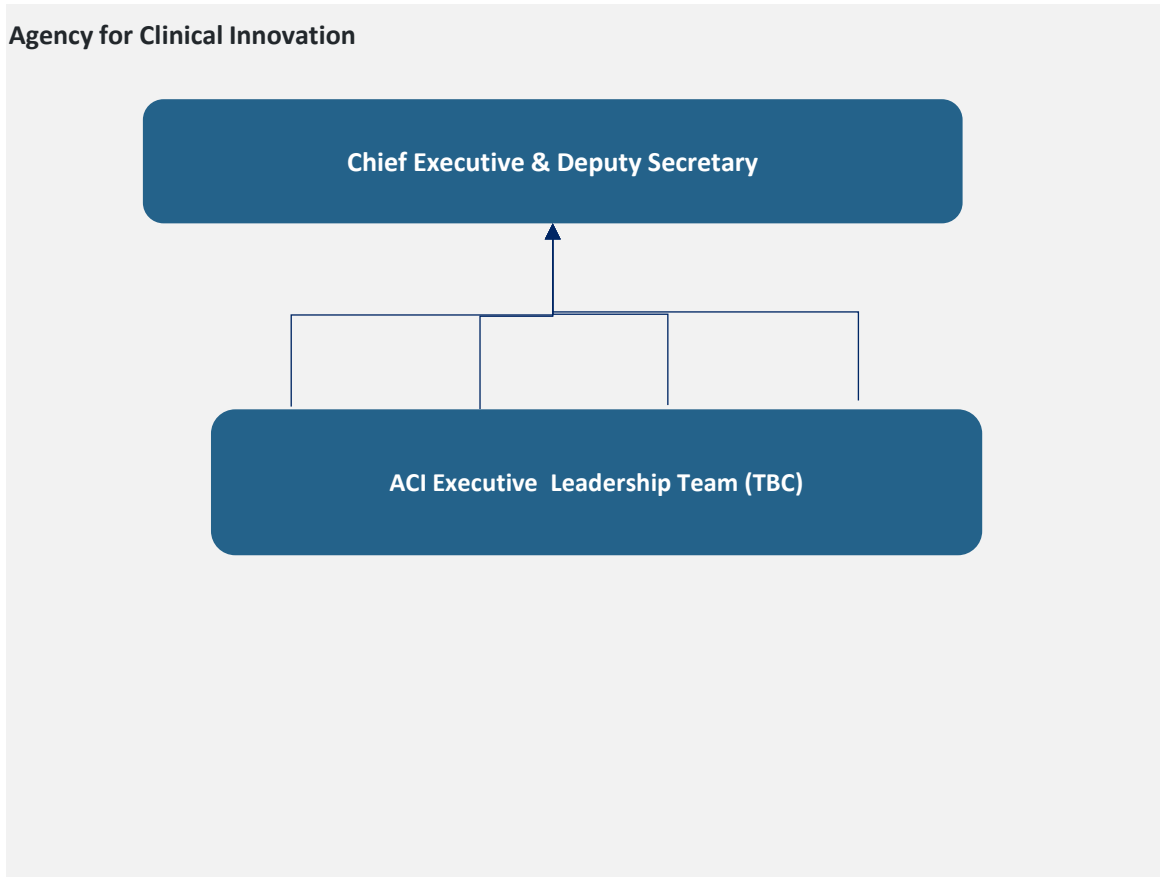 Agency for Clinical Innovation
Chief Executive & Deputy Secretary
ACI Executive  Leadership Team (TBC)